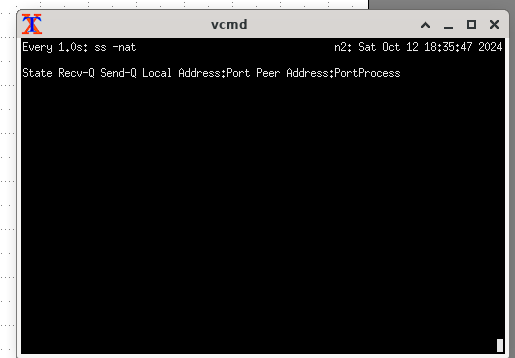 vcmd
Every 1.0s: ss -nat n2: Sat Oct 12 18:35:47 2024
State Recv-Q Send-Q Local Address:Port Peer Address:PortProcess